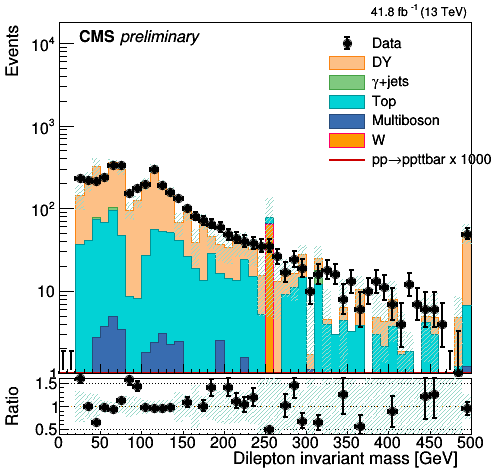 41.8 fb⁻¹ (13 TeV)
CMS preliminary
Events
Data
DY
γ+jets
Top
Multiboson
W
pp→ppttbar x 1000
10⁴
10³
10²
10
1
Ratio
1.5
1
0.5
0 50 100 150 200 250 300 350 400 450 500
Dilepton invariant mass [GeV]